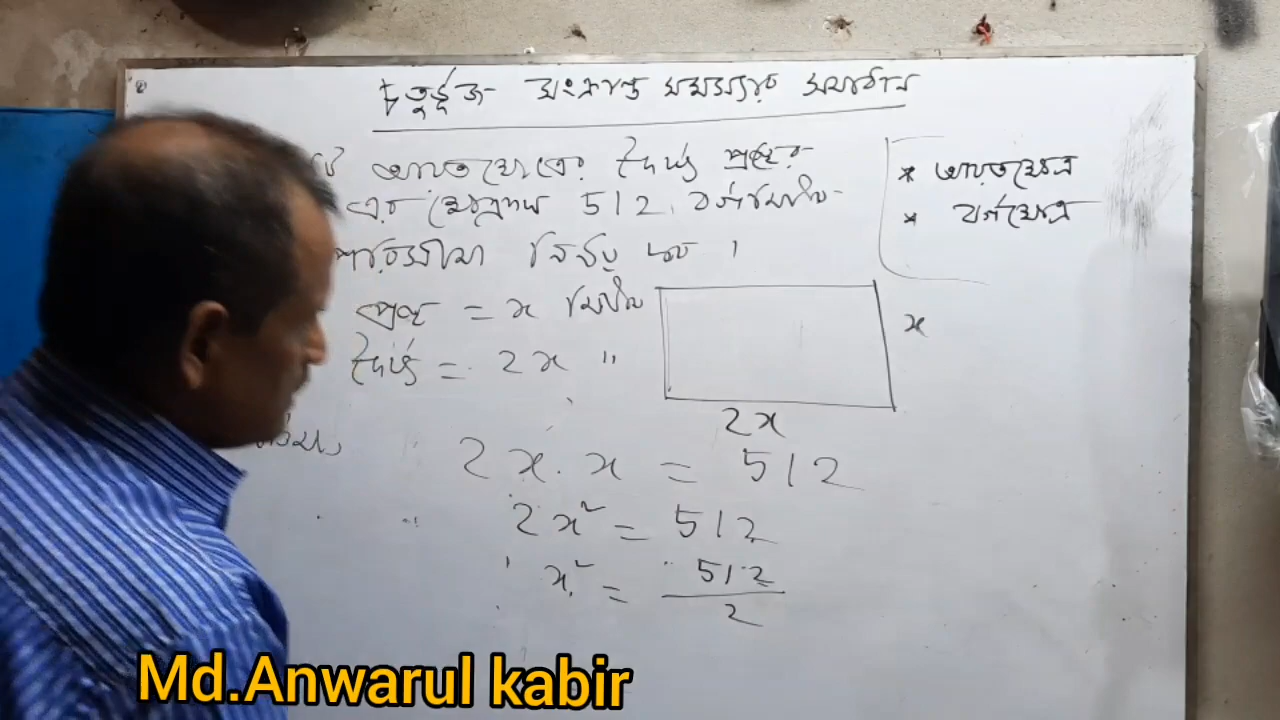 চতুর্ভুজ সংক্রান্ত সমস্যার সমাধান
টি আয়তক্ষেত্রের দৈর্ঘ্য প্রস্থের
এর ক্ষেত্রফল 512 বর্গমিটার
পরিসীমা নির্ণয় কর।
প্রস্থ = x মিটার
দৈর্ঘ্য = 2x "
x
2x
2x.x = 512
2x² = 512
x² = 512/2
* আয়তক্ষেত্র
* বর্গক্ষেত্র
Md.Anwarul kabir